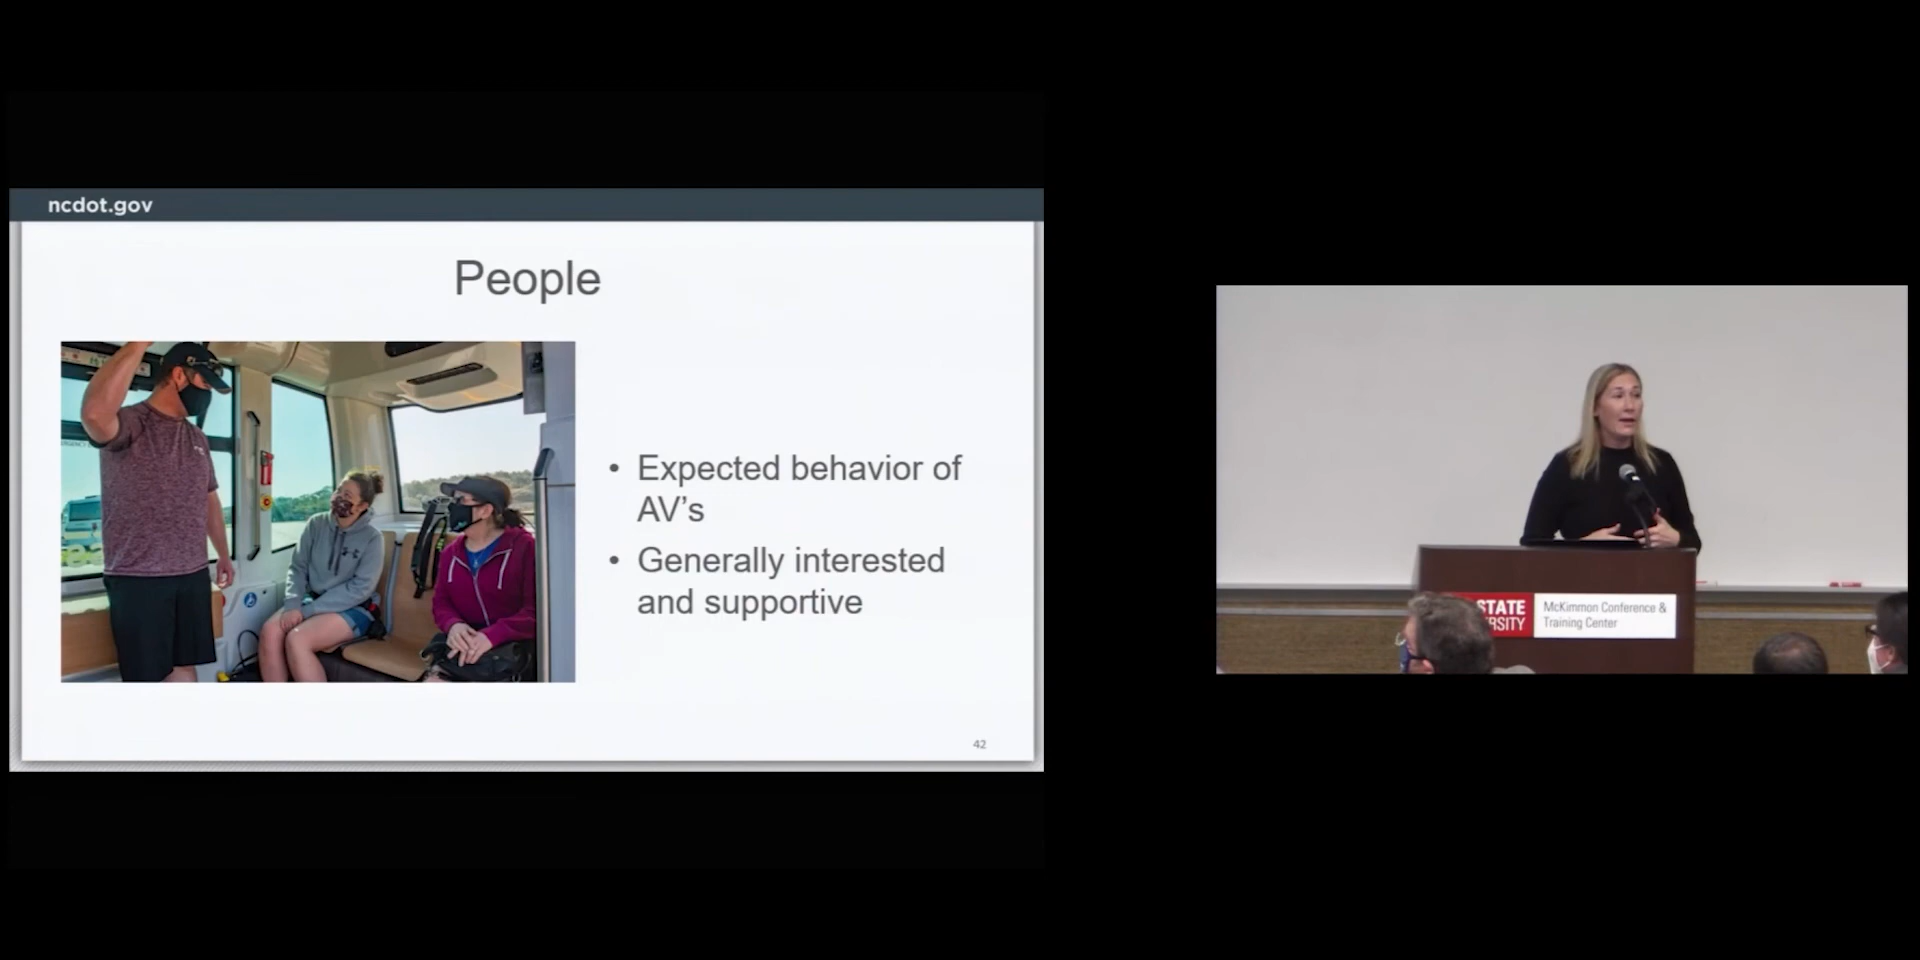 ncdot.gov
People
• Expected behavior of
AV’s
• Generally interested
and supportive
42
STATE
RSITY
McKimmon Conference &
Training Center